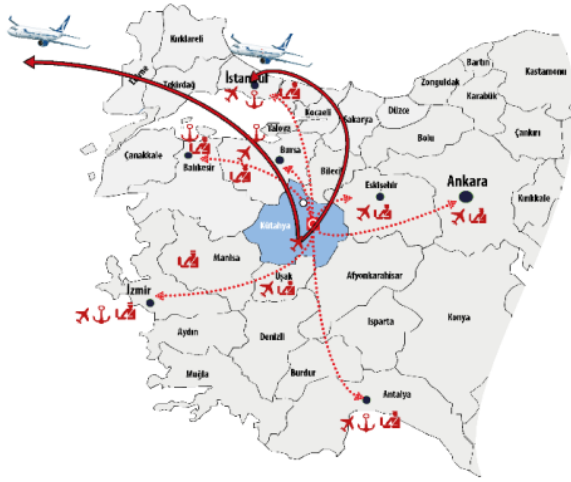 Kırklareli
Edirne
Tekirdağ
İstanbul
Kocaeli
Sakarya
Yalova
Düzce
Zonguldak
Bartın
Karabük
Kastamonu
Çankırı
Bolu
Çanakkale
Balıkesir
Bursa
Bilecik
Eskişehir
Ankara
Kırıkkale
Kütahya
Manisa
Uşak
Afyonkarahisar
İzmir
Aydın
Denizli
Isparta
Konya
Muğla
Burdur
Antalya